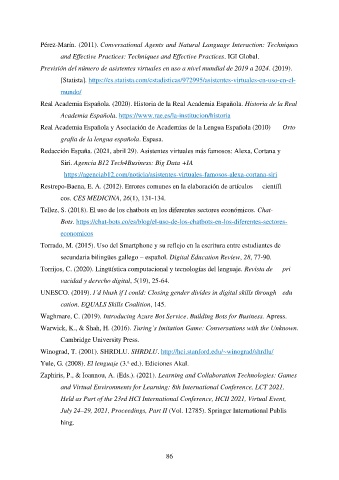 Pérez-Marín. (2011). Conversational Agents and Natural Language Interaction: Techniques
and Effective Practices: Techniques and Effective Practices. IGI Global.
Previsión del número de asistentes virtuales en uso a nivel mundial de 2019 a 2024. (2019).
[Statista]. https://es.statista.com/estadisticas/972995/asistentes-virtuales-en-uso-en-el-
mundo/
Real Academia Española. (2020). Historia de la Real Academia Española. Historia de la Real
Academia Española. https://www.rae.es/la-institucion/historia
Real Academia Española y Asociación de Academias de la Lengua Española (2010) Orto
grafía de la lengua española. Espasa.
Redacción España. (2021, abril 29). Asistentes virtuales más famosos: Alexa, Cortana y
Siri. Agencia B12 Tech4Business: Big Data +IA.
https://agenciab12.com/noticia/asistentes-virtuales-famosos-alexa-cortana-siri
Restrepo-Baena, E. A. (2012). Errores comunes en la elaboración de artículos científi
cos. CES MEDICINA, 26(1), 131-134.
Tellez, S. (2018). El uso de los chatbots en los diferentes sectores económicos. Chat-
Bots. https://chat-bots.co/es/blog/el-uso-de-los-chatbots-en-los-diferentes-sectores-
economicos
Torrado, M. (2015). Uso del Smartphone y su reflejo en la escritura entre estudiantes de
secundaria bilingües gallego – español. Digital Education Review, 28, 77-90.
Torrijos, C. (2020). Lingüística computacional y tecnologías del lenguaje. Revista de pri
vacidad y derecho digital, 5(19), 25-64.
UNESCO. (2019). I'd blush if I could: Closing gender divides in digital skills through edu
cation. EQUALS Skills Coalition, 145.
Waghmare, C. (2019). Introducing Azure Bot Service. Building Bots for Business. Apress.
Warwick, K., & Shah, H. (2016). Turing's Imitation Game: Conversations with the Unknown.
Cambridge University Press.
Winograd, T. (2001). SHRDLU. SHRDLU. http://hci.stanford.edu/~winograd/shrdlu/
Yule, G. (2008). El lenguaje (3.ª ed.). Ediciones Akal.
Zaphiris, P., & Ioannou, A. (Eds.). (2021). Learning and Collaboration Technologies: Games
and Virtual Environments for Learning: 8th International Conference, LCT 2021,
Held as Part of the 23rd HCI International Conference, HCII 2021, Virtual Event,
July 24–29, 2021, Proceedings, Part II (Vol. 12785). Springer International Publis
hing.
86